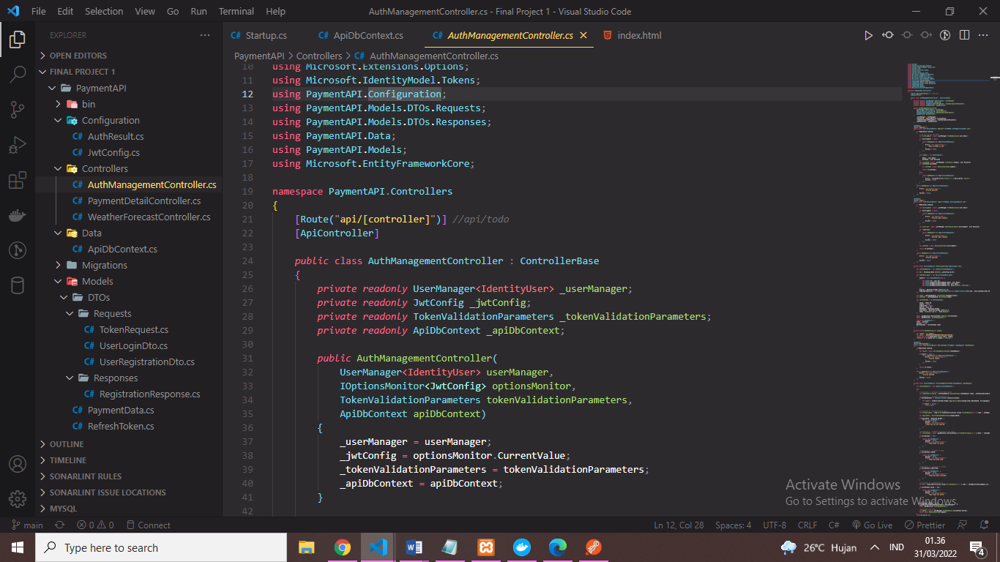 File Edit Selection View Go Run Terminal Help AuthManagementController.cs - Final Project 1 - Visual Studio Code
EXPLORER
OPEN EDITORS
FINAL PROJECT 1
PaymentAPI
bin
Configuration
C# AuthResult.cs
C# JwtConfig.cs
Controllers
C# AuthManagementController.cs
C# PaymentDetailController.cs
C# WeatherForecastController.cs
Data
C# ApiDbContext.cs
Migrations
Models
DTOs
Requests
C# TokenRequest.cs
C# UserLoginDto.cs
C# UserRegistrationDto.cs
Responses
C# RegistrationResponse.cs
C# PaymentData.cs
C# RefreshToken.cs
OUTLINE
TIMELINE
SONARLINT RULES
SONARLINT ISSUE LOCATIONS
MYSQL
C# Startup.cs C# ApiDbContext.cs C# AuthManagementController.cs index.html
PaymentAPI > Controllers > C# AuthManagementController.cs
10 using Microsoft.Extensions.Options;
11 using Microsoft.IdentityModel.Tokens;
12 using PaymentAPI.Configuration;
13 using PaymentAPI.Models.DTOs.Requests;
14 using PaymentAPI.Models.DTOs.Responses;
15 using PaymentAPI.Data;
16 using PaymentAPI.Models;
17 using Microsoft.EntityFrameworkCore;
18
19 namespace PaymentAPI.Controllers
20 {
21 [Route("api/[controller]")] //api/todo
22 [ApiController]
23
24 public class AuthManagementController : ControllerBase
25 {
26 private readonly UserManager<IdentityUser> _userManager;
27 private readonly JwtConfig _jwtConfig;
28 private readonly TokenValidationParameters _tokenValidationParameters;
29 private readonly ApiDbContext _apiDbContext;
30
31 public AuthManagementController(
32 UserManager<IdentityUser> userManager,
33 IOptionsMonitor<JwtConfig> optionsMonitor,
34 TokenValidationParameters tokenValidationParameters,
35 ApiDbContext apiDbContext)
36 {
37 _userManager = userManager;
38 _jwtConfig = optionsMonitor.CurrentValue;
39 _tokenValidationParameters = tokenValidationParameters;
40 _apiDbContext = apiDbContext;
41 }
42
Activate Windows
Go to Settings to activate Windows.
main 0 0 Connect Ln 12, Col 28 Spaces: 4 UTF-8 CRLF C# Go Live Prettier
Type here to search 26°C Hujan IND 01.36
31/03/2022 4